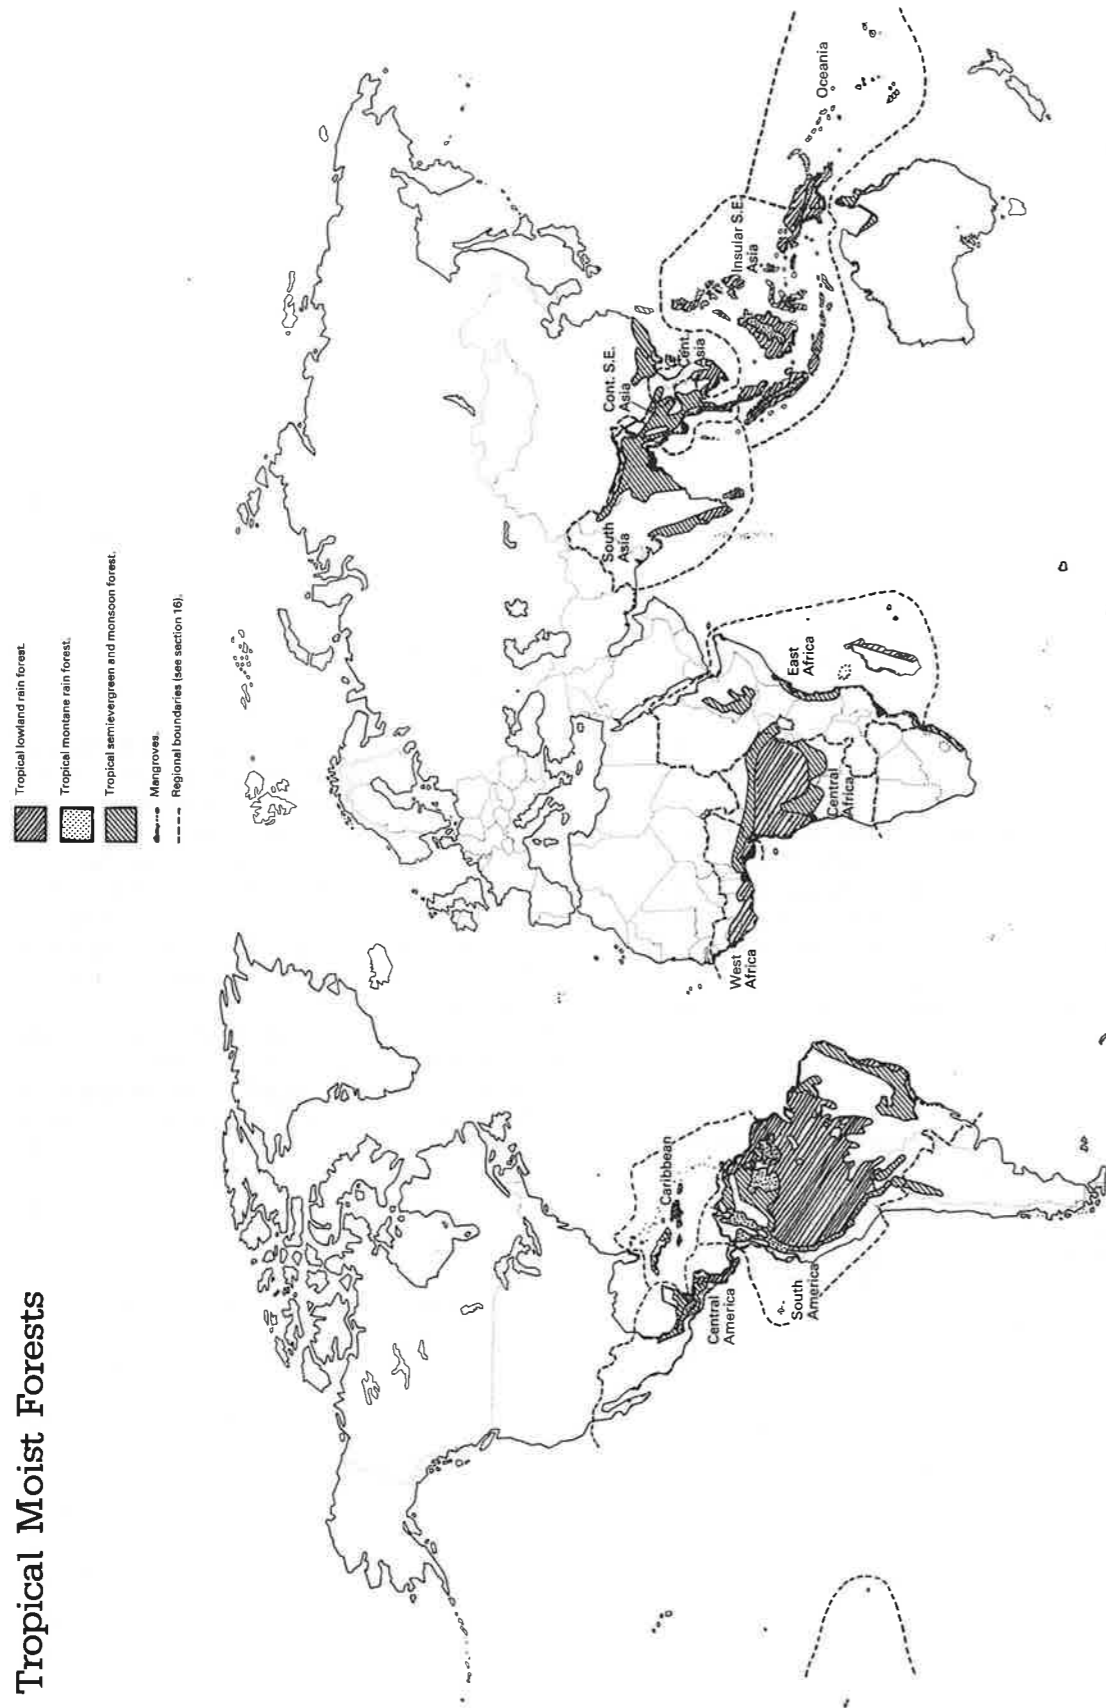 Tropical Moist Forests
Tropical lowland rain forest.
Tropical montane rain forest.
Tropical semievergreen and monsoon forest.
Mangroves.
Regional boundaries (see section 16).
Caribbean
Central
America
South
America
West
Africa
Central
Africa
East
Africa
South
Asia
Cont. S.E.
Asia
Cent.
Asia
Insular S.E.
Asia
Oceania